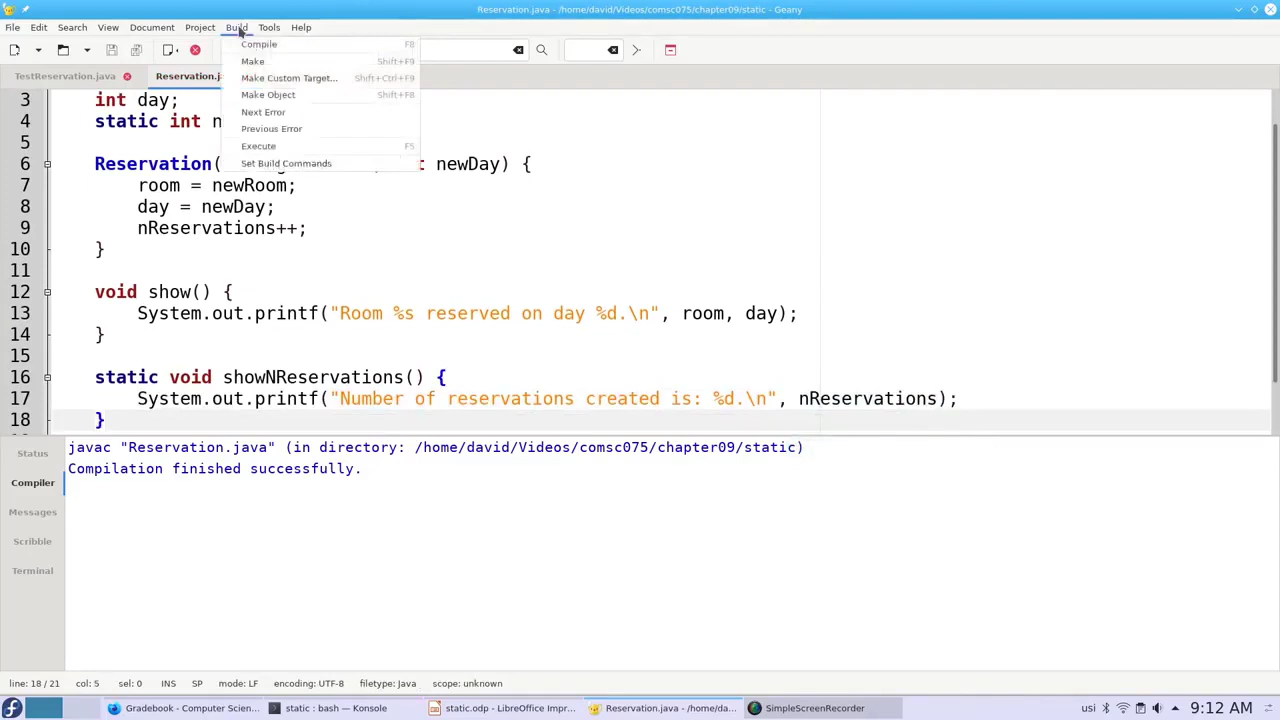 Reservation.java - /home/david/Videos/comsc075/chapter09/static - Geany
File Edit Search View Document Project Build Tools Help
TestReservation.java Reservation.j
Compile F8
Make Shift+F9
Make Custom Target... Shift+Ctrl+F9
Make Object Shift+F8
Next Error
Previous Error
Execute F5
Set Build Commands
3 int day;
4 static int n
5
6 Reservation( t newDay) {
7 room = newRoom;
8 day = newDay;
9 nReservations++;
10 }
11
12 void show() {
13 System.out.printf("Room %s reserved on day %d.\n", room, day);
14 }
15
16 static void showNReservations() {
17 System.out.printf("Number of reservations created is: %d.\n", nReservations);
18 }
Status
Compiler
Messages
Scribble
Terminal
javac "Reservation.java" (in directory: /home/david/Videos/comsc075/chapter09/static)
Compilation finished successfully.
line: 18 / 21 col: 5 sel: 0 INS SP mode: LF encoding: UTF-8 filetype: Java scope: unknown
Gradebook - Computer Scien... static : bash — Konsole static.odp - LibreOffice Impr... Reservation.java - /home/da... SimpleScreenRecorder usi 9:12 AM